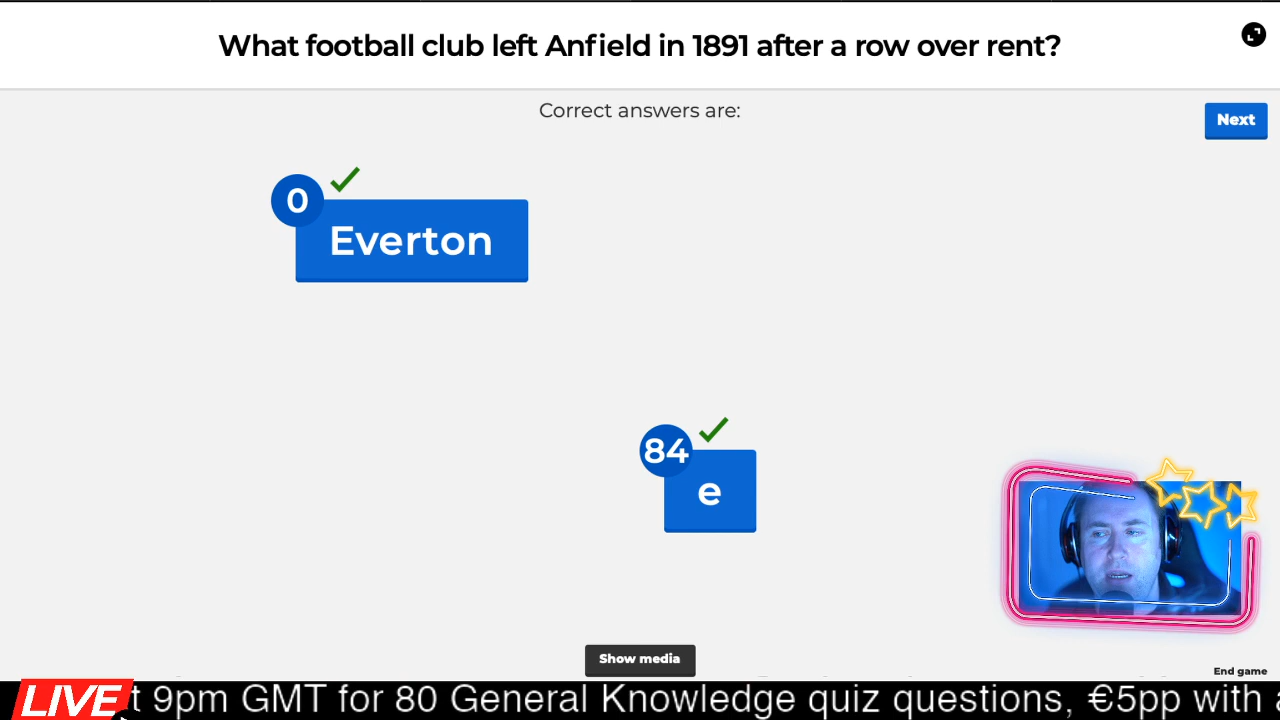 What football club left Anfield in 1891 after a row over rent?
Correct answers are:
Next
0
Everton
84
e
Show media
End game
LIVE
t 9pm GMT for 80 General Knowledge quiz questions, €5pp with a